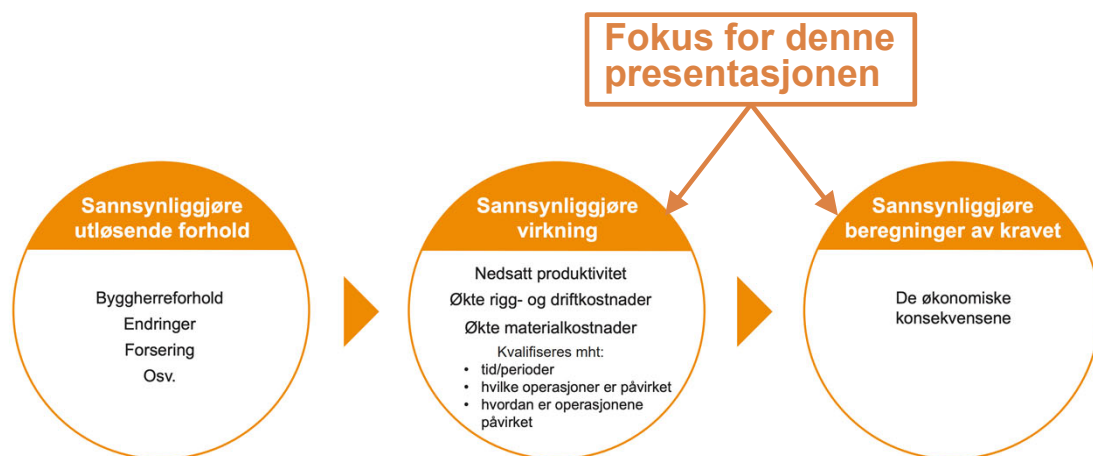 Fokus for denne
presentasjonen
Sannsynliggjøre
utløsende forhold
Byggherreforhold
Endringer
Forsering
Osv.
Sannsynliggjøre
virkning
Nedsatt produktivitet
Økte rigg- og driftkostnader
Økte materialkostnader
Kvalifiseres mht:
• tid/perioder
• hvilke operasjoner er påvirket
• hvordan er operasjonene
påvirket
Sannsynliggjøre
beregninger av kravet
De økonomiske
konsekvensene